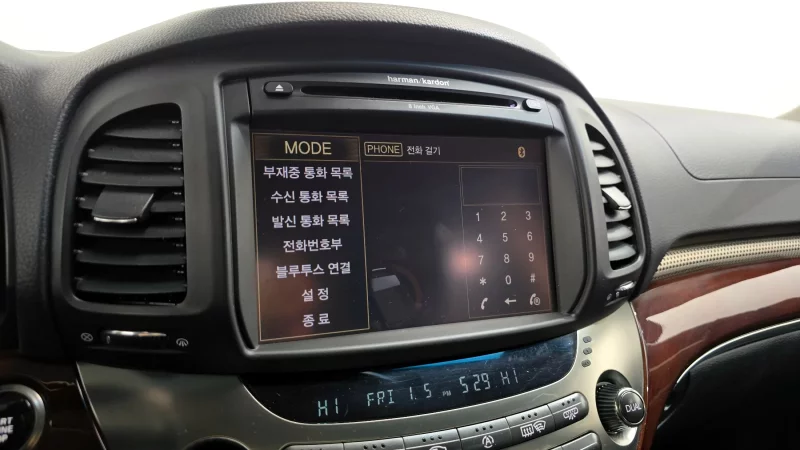 harman/kardon
MODE
PHONE 전화 걸기
부재중 통화 목록
수신 통화 목록
발신 통화 목록
전화번호부
블루투스 연결
설 정
종 료
1 2 3
4 5 6
7 8 9
* 0 #
HI FRI 1. 5 PM 5:29 HI
DUAL